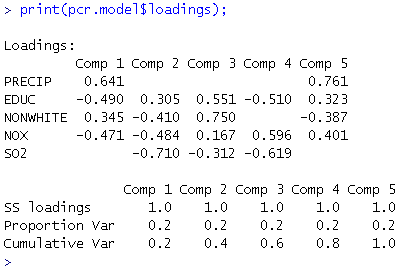 > print(pcr.model$loadings);
Loadings:
Comp 1 Comp 2 Comp 3 Comp 4 Comp 5
PRECIP 0.641 0.761
EDUC -0.490 0.305 0.551 -0.510 0.323
NONWHITE 0.345 -0.410 0.750 -0.387
NOX -0.471 -0.484 0.167 0.596 0.401
SO2 -0.710 -0.312 -0.619
Comp 1 Comp 2 Comp 3 Comp 4 Comp 5
SS loadings 1.0 1.0 1.0 1.0 1.0
Proportion Var 0.2 0.2 0.2 0.2 0.2
Cumulative Var 0.2 0.4 0.6 0.8 1.0
>